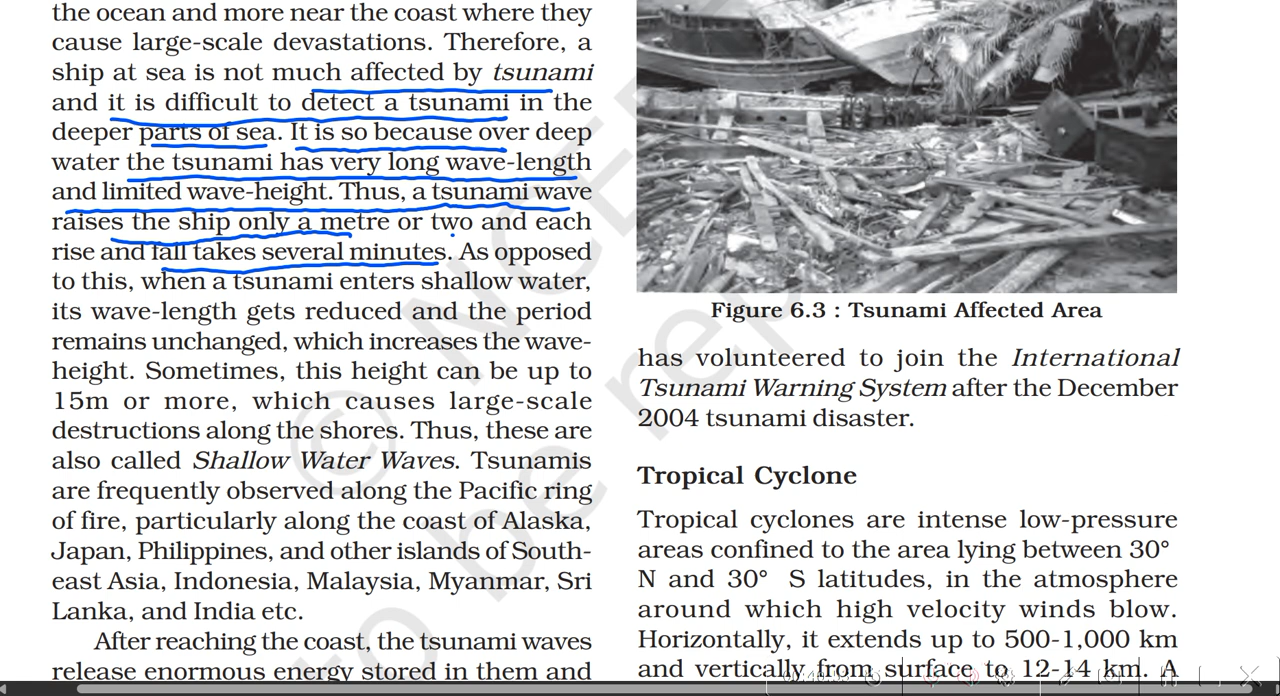 the ocean and more near the coast where they
cause large-scale devastations. Therefore, a
ship at sea is not much affected by tsunami
and it is difficult to detect a tsunami in the
deeper parts of sea. It is so because over deep
water the tsunami has very long wave-length
and limited wave-height. Thus, a tsunami wave
raises the ship only a metre or two and each
rise and fall takes several minutes. As opposed
to this, when a tsunami enters shallow water,
its wave-length gets reduced and the period
remains unchanged, which increases the wave-
height. Sometimes, this height can be up to
15m or more, which causes large-scale
destructions along the shores. Thus, these are
also called Shallow Water Waves. Tsunamis
are frequently observed along the Pacific ring
of fire, particularly along the coast of Alaska,
Japan, Philippines, and other islands of South-
east Asia, Indonesia, Malaysia, Myanmar, Sri
Lanka, and India etc.
After reaching the coast, the tsunami waves
release enormous energy stored in them and
Figure 6.3 : Tsunami Affected Area
has volunteered to join the International
Tsunami Warning System after the December
2004 tsunami disaster.
Tropical Cyclone
Tropical cyclones are intense low-pressure
areas confined to the area lying between 30°
N and 30° S latitudes, in the atmosphere
around which high velocity winds blow.
Horizontally, it extends up to 500-1,000 km
and vertically from surface to 12-14 km. A